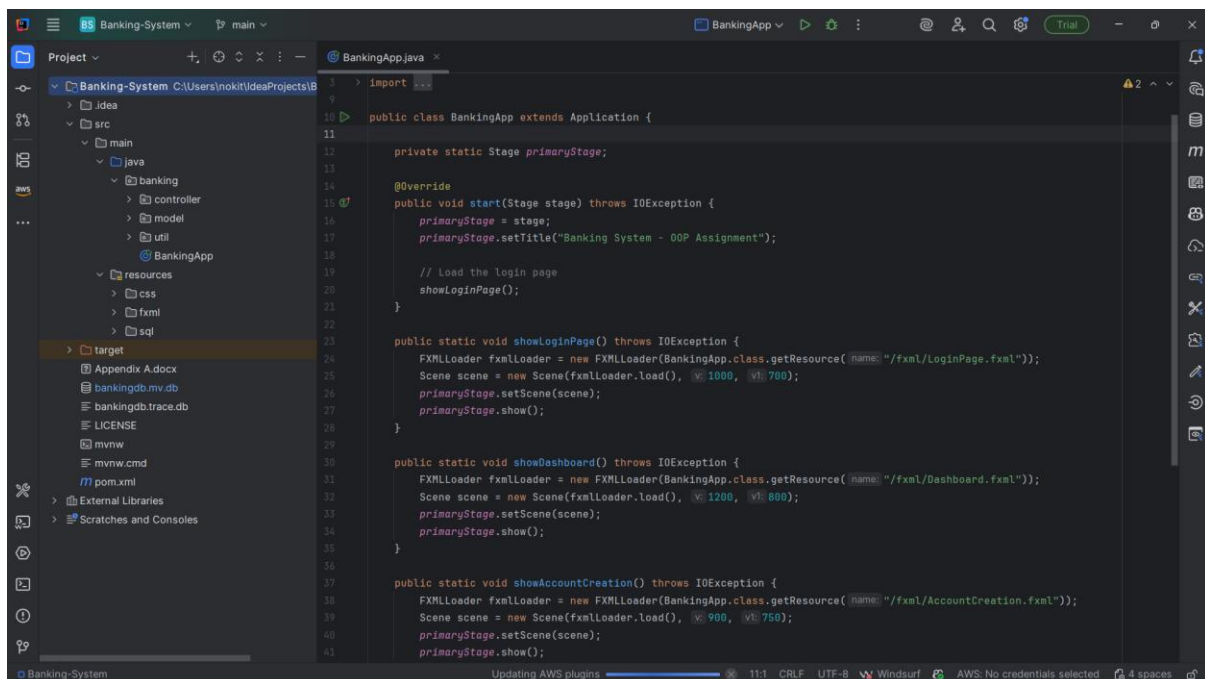 BS Banking-System main BankingApp Trial
Project
BankingApp.java
Banking-System C:\Users\nokit\IdeaProjects\B
.idea
src
main
java
banking
controller
model
util
BankingApp
resources
css
fxml
sql
target
Appendix A.docx
bankingdb.mv.db
bankingdb.trace.db
LICENSE
mvnw
mvnw.cmd
pom.xml
External Libraries
Scratches and Consoles
aws
3 import ...
2
9
10 public class BankingApp extends Application {
11
12 private static Stage primaryStage;
13
14 @Override
15 public void start(Stage stage) throws IOException {
16 primaryStage = stage;
17 primaryStage.setTitle("Banking System - OOP Assignment");
18
19 // Load the login page
20 showLoginPage();
21 }
22
23 public static void showLoginPage() throws IOException {
24 FXMLLoader fxmlLoader = new FXMLLoader(BankingApp.class.getResource( name: "/fxml/LoginPage.fxml"));
25 Scene scene = new Scene(fxmlLoader.load(), v: 1000, v1: 700);
26 primaryStage.setScene(scene);
27 primaryStage.show();
28 }
29
30 public static void showDashboard() throws IOException {
31 FXMLLoader fxmlLoader = new FXMLLoader(BankingApp.class.getResource( name: "/fxml/Dashboard.fxml"));
32 Scene scene = new Scene(fxmlLoader.load(), v: 1200, v1: 800);
33 primaryStage.setScene(scene);
34 primaryStage.show();
35 }
36
37 public static void showAccountCreation() throws IOException {
38 FXMLLoader fxmlLoader = new FXMLLoader(BankingApp.class.getResource( name: "/fxml/AccountCreation.fxml"));
39 Scene scene = new Scene(fxmlLoader.load(), v: 900, v1: 750);
40 primaryStage.setScene(scene);
41 primaryStage.show();
m
Banking-System Updating AWS plugins 11:1 CRLF UTF-8 Windsurf AWS: No credentials selected 4 spaces